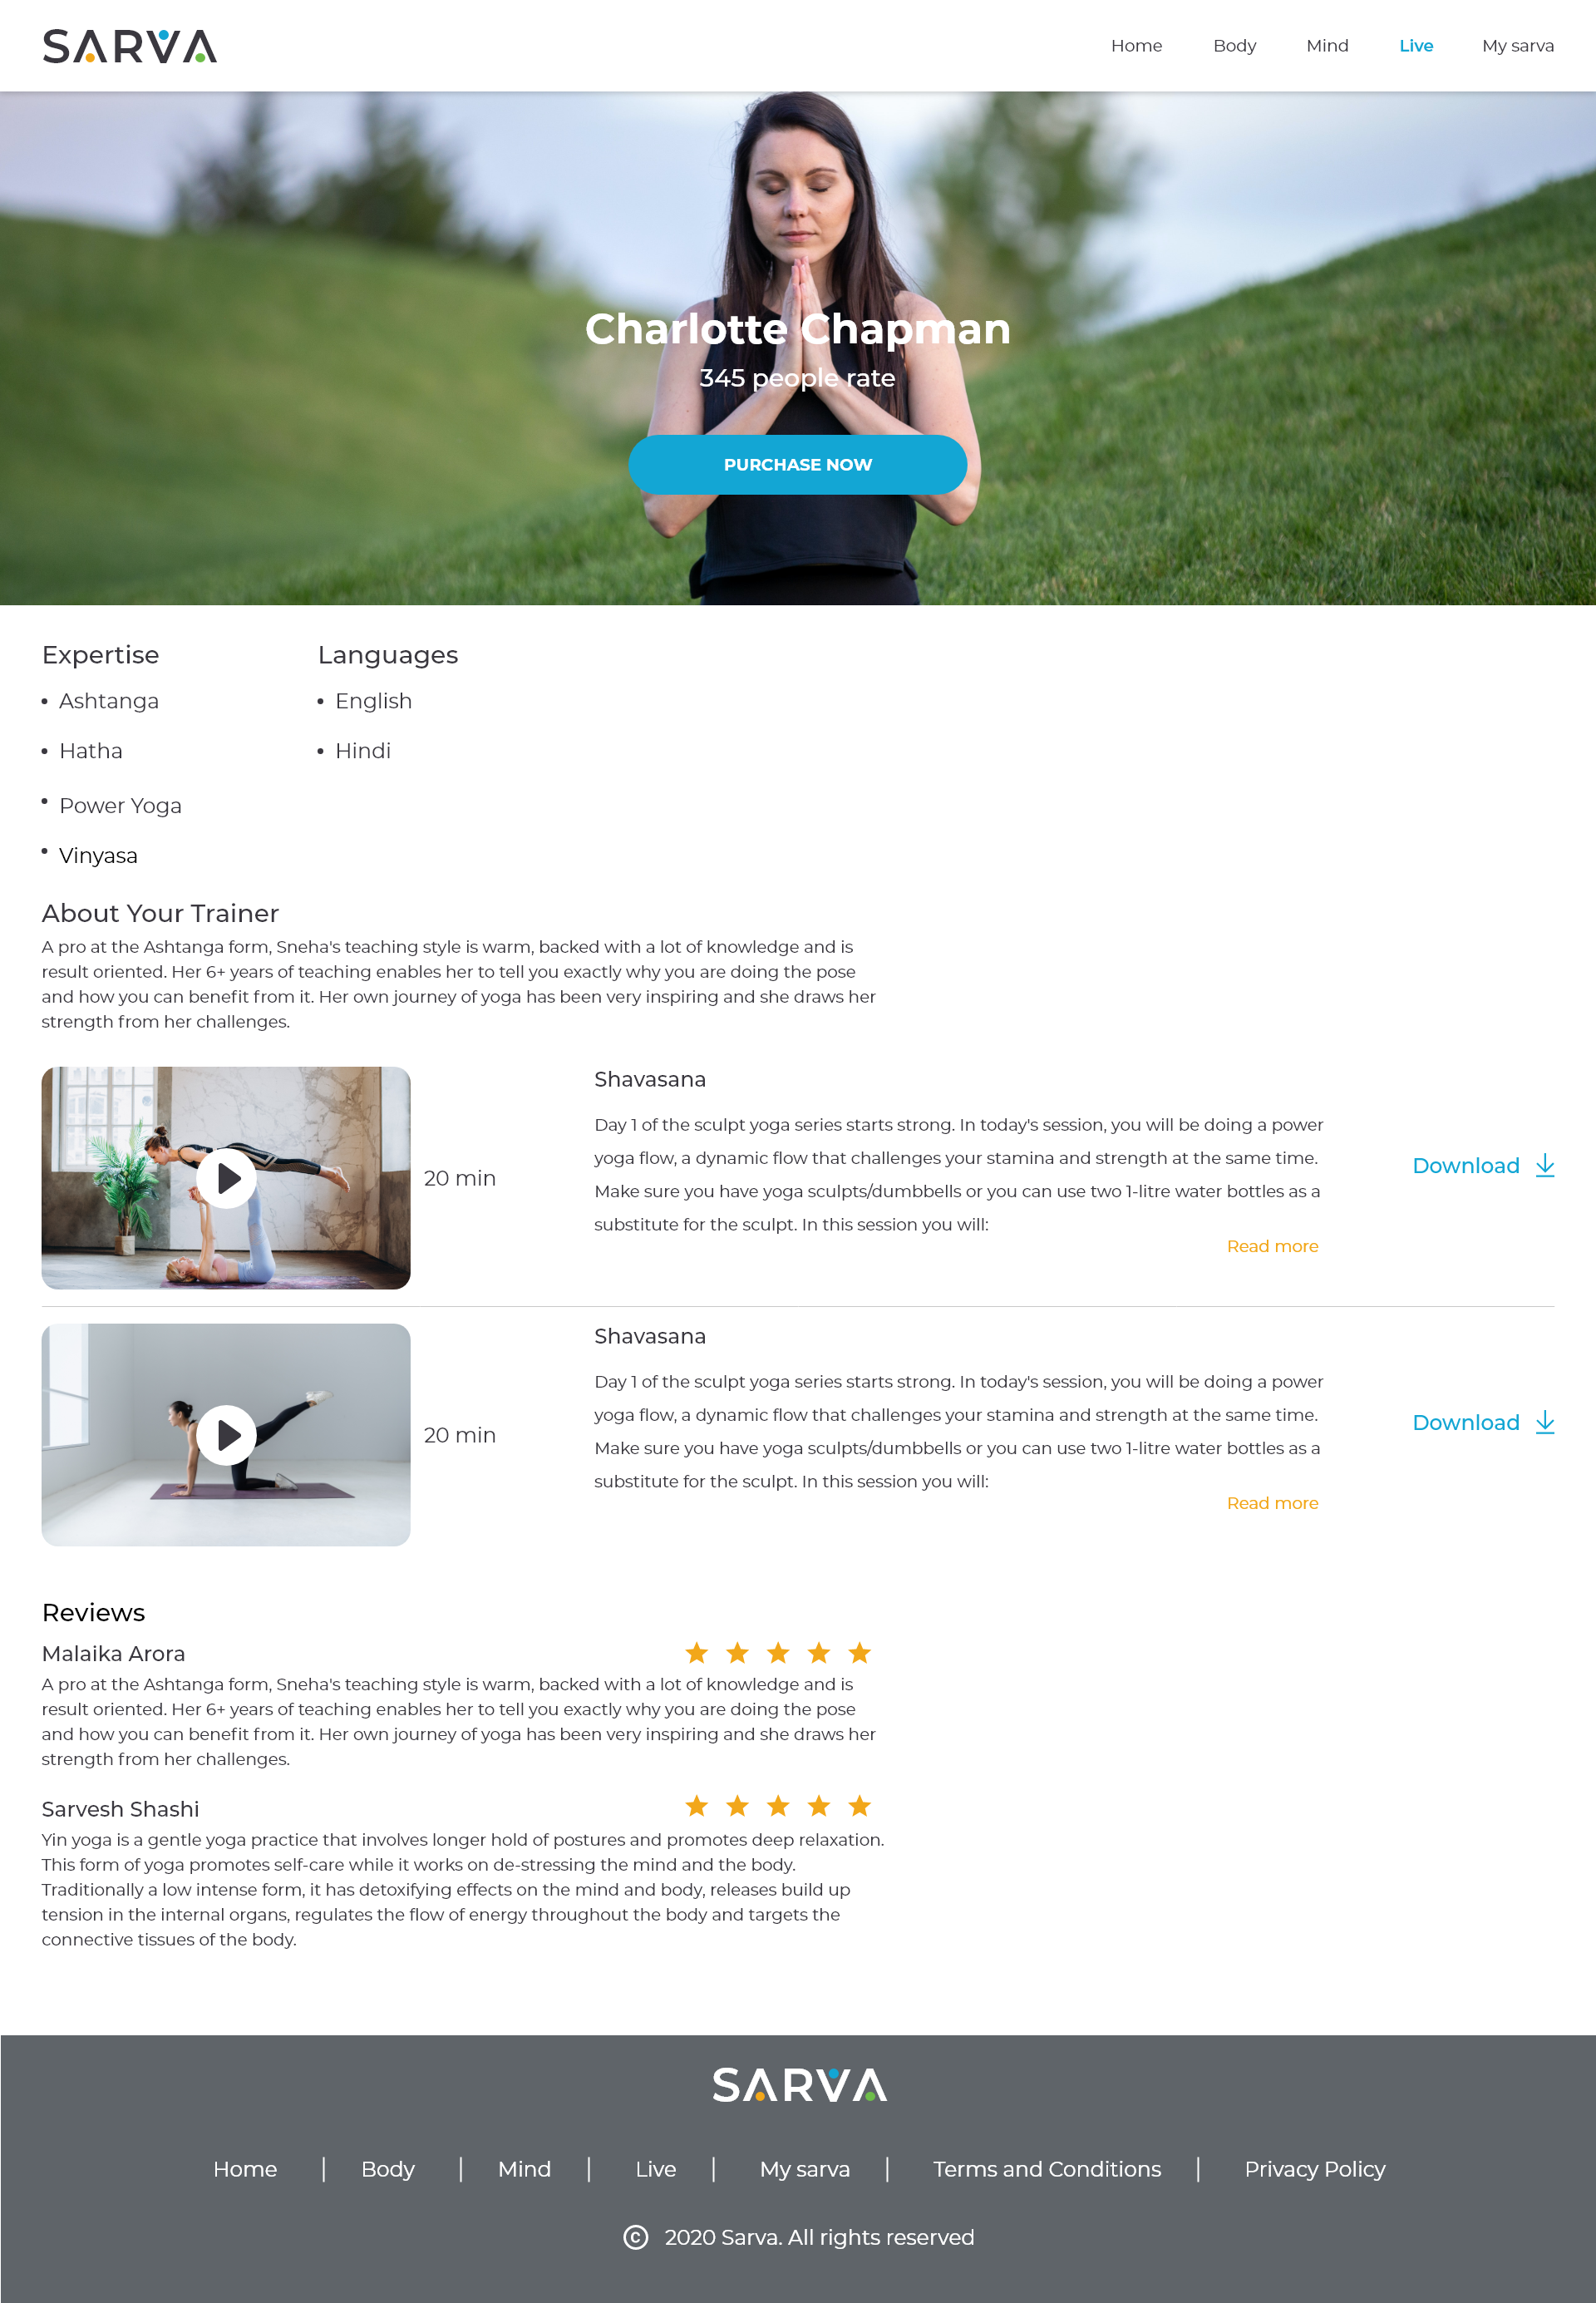 SARVA
Home Body Mind Live My sarva
Charlotte Chapman
345 people rate
PURCHASE NOW
Expertise
• Ashtanga
• Hatha
• Power Yoga
• Vinyasa
Languages
• English
• Hindi
About Your Trainer
A pro at the Ashtanga form, Sneha's teaching style is warm, backed with a lot of knowledge and is
result oriented. Her 6+ years of teaching enables her to tell you exactly why you are doing the pose
and how you can benefit from it. Her own journey of yoga has been very inspiring and she draws her
strength from her challenges.
20 min
Shavasana
Day 1 of the sculpt yoga series starts strong. In today's session, you will be doing a power
yoga flow, a dynamic flow that challenges your stamina and strength at the same time.
Make sure you have yoga sculpts/dumbbells or you can use two 1-litre water bottles as a
substitute for the sculpt. In this session you will:
Read more
Download
20 min
Shavasana
Day 1 of the sculpt yoga series starts strong. In today's session, you will be doing a power
yoga flow, a dynamic flow that challenges your stamina and strength at the same time.
Make sure you have yoga sculpts/dumbbells or you can use two 1-litre water bottles as a
substitute for the sculpt. In this session you will:
Read more
Download
Reviews
Malaika Arora
A pro at the Ashtanga form, Sneha's teaching style is warm, backed with a lot of knowledge and is
result oriented. Her 6+ years of teaching enables her to tell you exactly why you are doing the pose
and how you can benefit from it. Her own journey of yoga has been very inspiring and she draws her
strength from her challenges.
Sarvesh Shashi
Yin yoga is a gentle yoga practice that involves longer hold of postures and promotes deep relaxation.
This form of yoga promotes self-care while it works on de-stressing the mind and the body.
Traditionally a low intense form, it has detoxifying effects on the mind and body, releases build up
tension in the internal organs, regulates the flow of energy throughout the body and targets the
connective tissues of the body.
SARVA
Home | Body | Mind | Live | My sarva | Terms and Conditions | Privacy Policy
© 2020 Sarva. All rights reserved